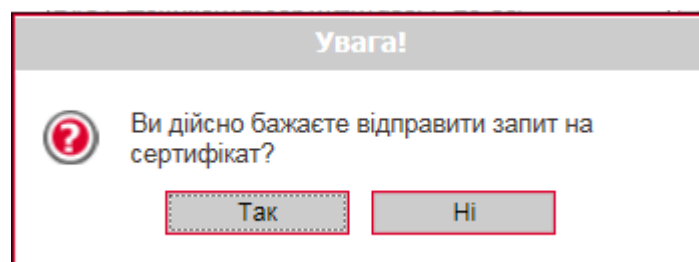 Увага!
Ви дійсно бажаєте відправити запит на
сертифікат?
Так
Ні